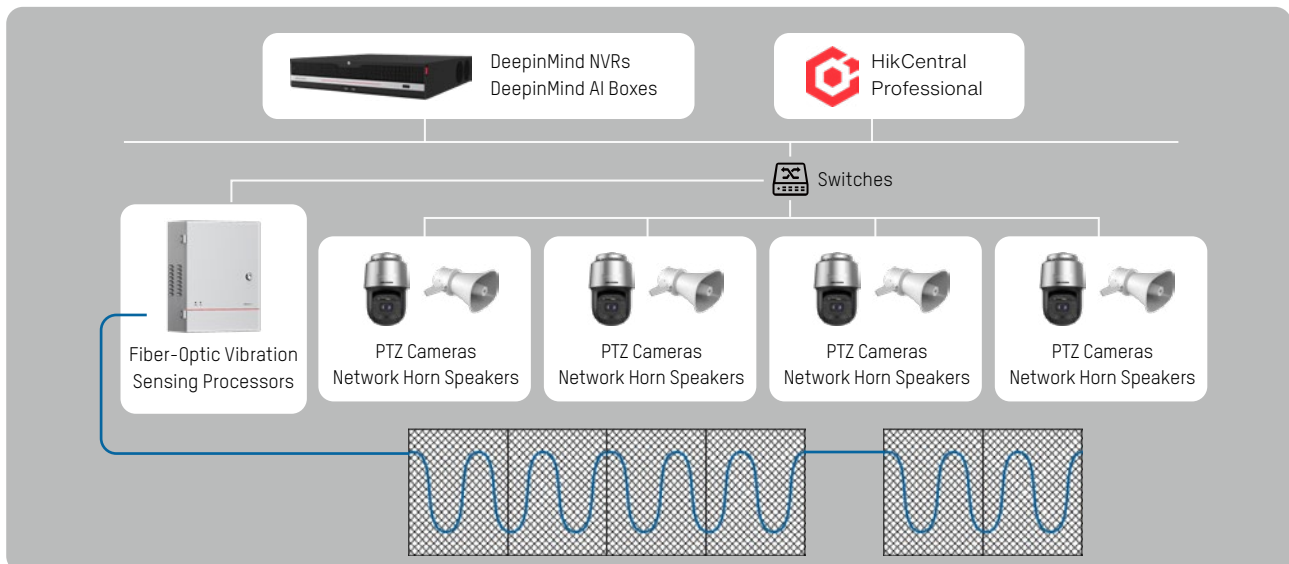 DeepinMind NVRs
DeepinMind AI Boxes
HikCentral
Professional
Switches
Fiber-Optic Vibration
Sensing Processors
PTZ Cameras
Network Horn Speakers
PTZ Cameras
Network Horn Speakers
PTZ Cameras
Network Horn Speakers
PTZ Cameras
Network Horn Speakers